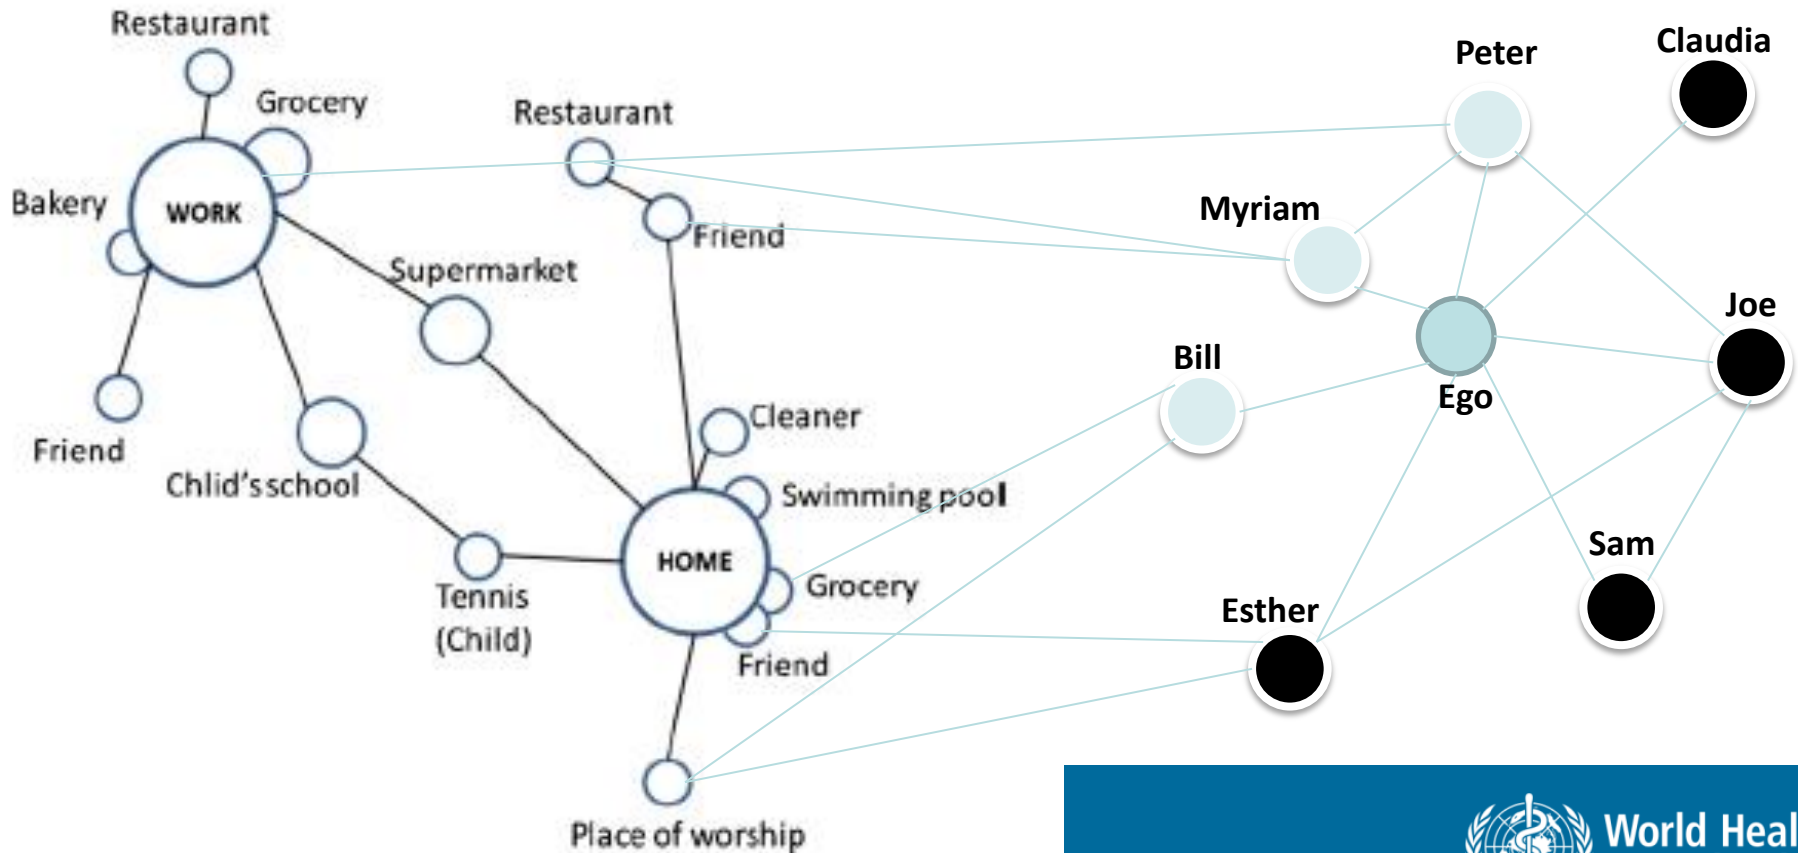 Restaurant
Grocery
Bakery
WORK
Friend
Chlid's school
Supermarket
Restaurant
Friend
Cleaner
Swimming pool
HOME
Grocery
Friend
Tennis
(Child)
Place of worship
Peter
Claudia
Myriam
Joe
Bill
Ego
Sam
Esther
World Heal